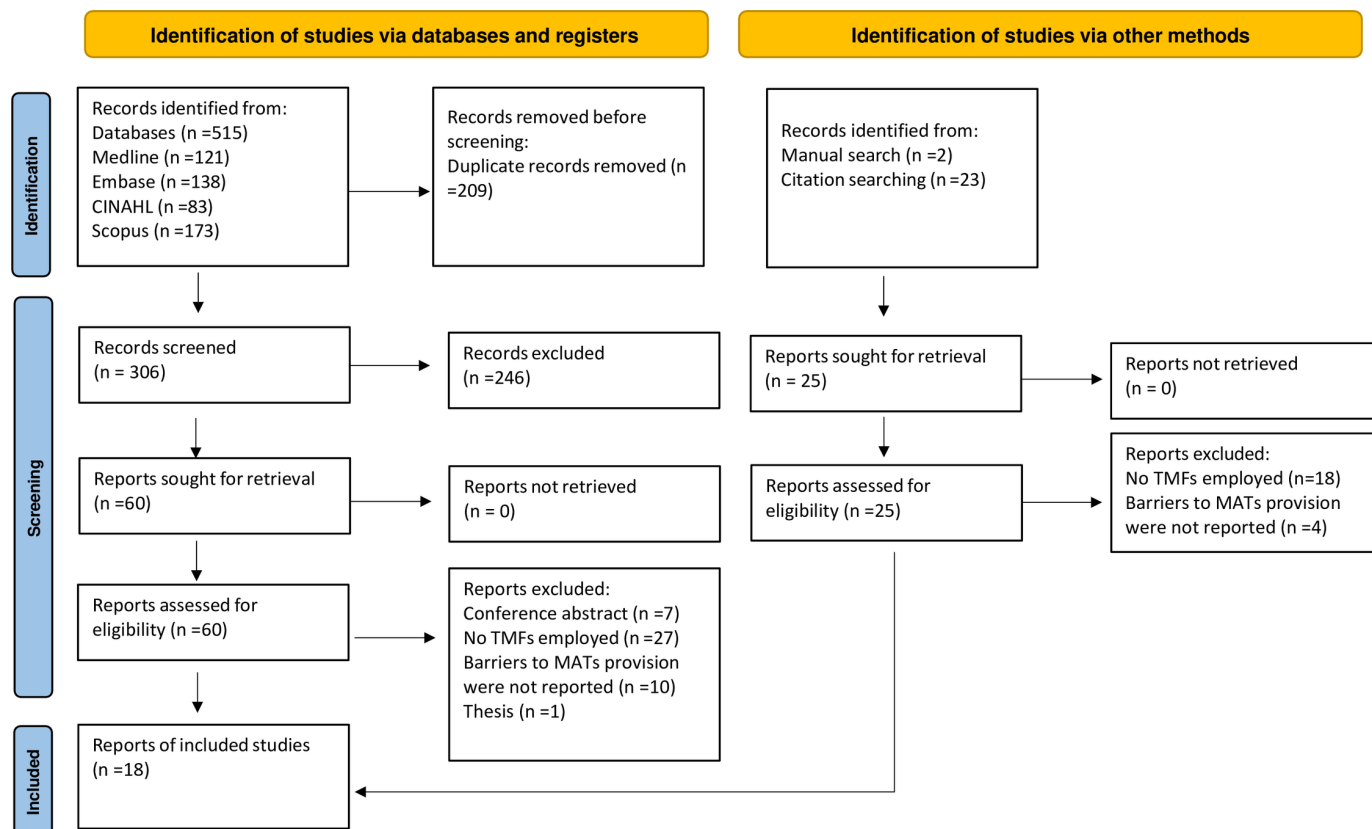 Identification of studies via databases and registers
Identification of studies via other methods
Identification
Records identified from:
Databases (n =515)
Medline (n =121)
Embase (n =138)
CINAHL (n =83)
Scopus (n =173)
Records removed before
screening:
Duplicate records removed (n
=209)
Records identified from:
Manual search (n =2)
Citation searching (n =23)
Screening
Records screened
(n = 306)
Records excluded
(n =246)
Reports sought for retrieval
(n = 25)
Reports not retrieved
(n = 0)
Reports sought for retrieval
(n =60)
Reports not retrieved
(n = 0)
Reports assessed for
eligibility (n =25)
Reports excluded:
No TMFs employed (n=18)
Barriers to MATs provision
were not reported (n =4)
Reports assessed for
eligibility (n =60)
Reports excluded:
Conference abstract (n =7)
No TMFs employed (n =27)
Barriers to MATs provision
were not reported (n =10)
Thesis (n =1)
Included
Reports of included studies
(n =18)